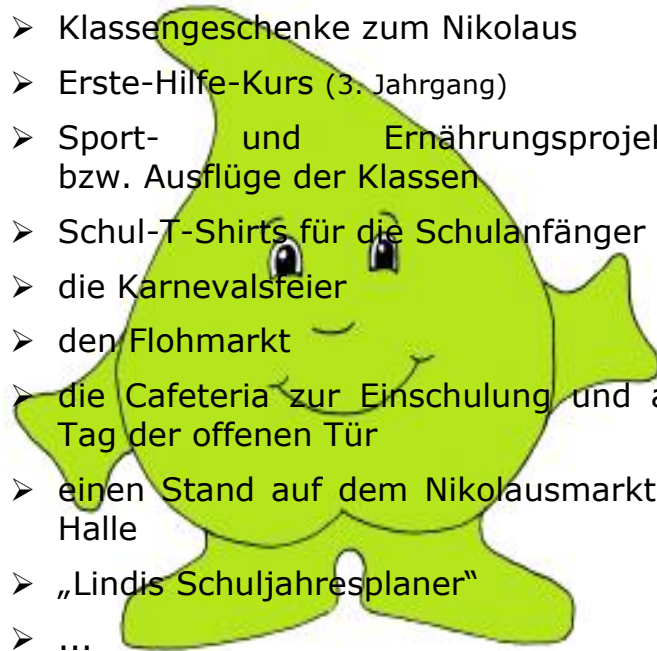 ➢ Klassengeschenke zum Nikolaus
➢ Erste-Hilfe-Kurs (3. Jahrgang)
➢ Sport- und
bzw. Ausflüge der Klassen
➢ Schul-T-Shirts für die Schulanfänger
➢ die Karnevalsfeier
➢ den Flohmarkt
➢ die Cafeteria zur Einschulung und
Tag der offenen Tür
➢ einen Stand auf dem Nikolausmarkt
Halle
➢ „Lindis Schuljahresplaner“
➢ ...